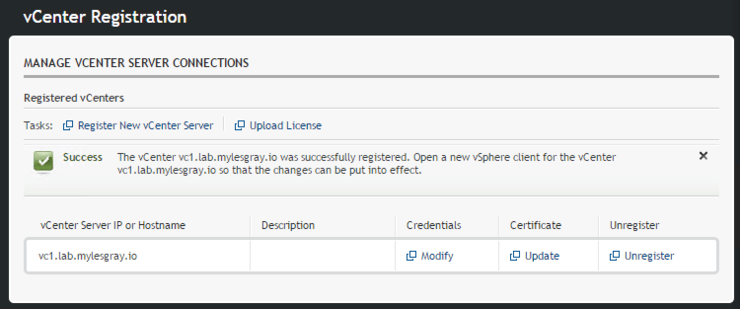 vCenter Registration
MANAGE VCENTER SERVER CONNECTIONS
Registered vCenters
Tasks: Register New vCenter Server Upload License
Success The vCenter vc1.lab.mylesgray.io was successfully registered. Open a new vSphere client for the vCenter
vc1.lab.mylesgray.io so that the changes can be put into effect.
vCenter Server IP or Hostname Description Credentials Certificate Unregister
vc1.lab.mylesgray.io Modify Update Unregister